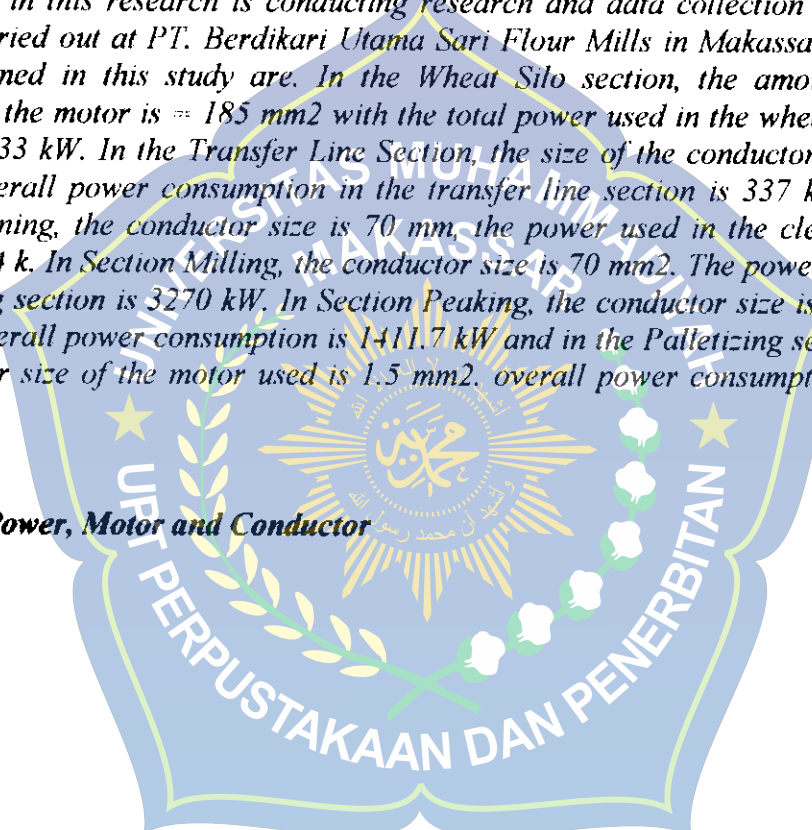 in this research is conducting research and data collection
rried out at PT. Berdikari Utama Sari Flour Mills in Makassa
ned in this study are. In the Wheat Silo section, the amo
the motor is = 185 mm2 with the total power used in the whe
33 kW. In the Transfer Line Section, the size of the conductor
erall power consumption in the transfer line section is 337 k
ning, the conductor size is 70 mm, the power used in the cle
4 k. In Section Milling, the conductor size is 70 mm2. The power
g section is 3270 kW. In Section Peaking, the conductor size is
erall power consumption is 1411.7 kW and in the Palletizing se
r size of the motor used is 1.5 mm2. overall power consumpt
Power, Motor and Conductor
UNIVERSITAS MUHAMMADIYAH
MAKASSAR
محمدية
UPT PERPUSTAKAAN DAN PENERBITAN